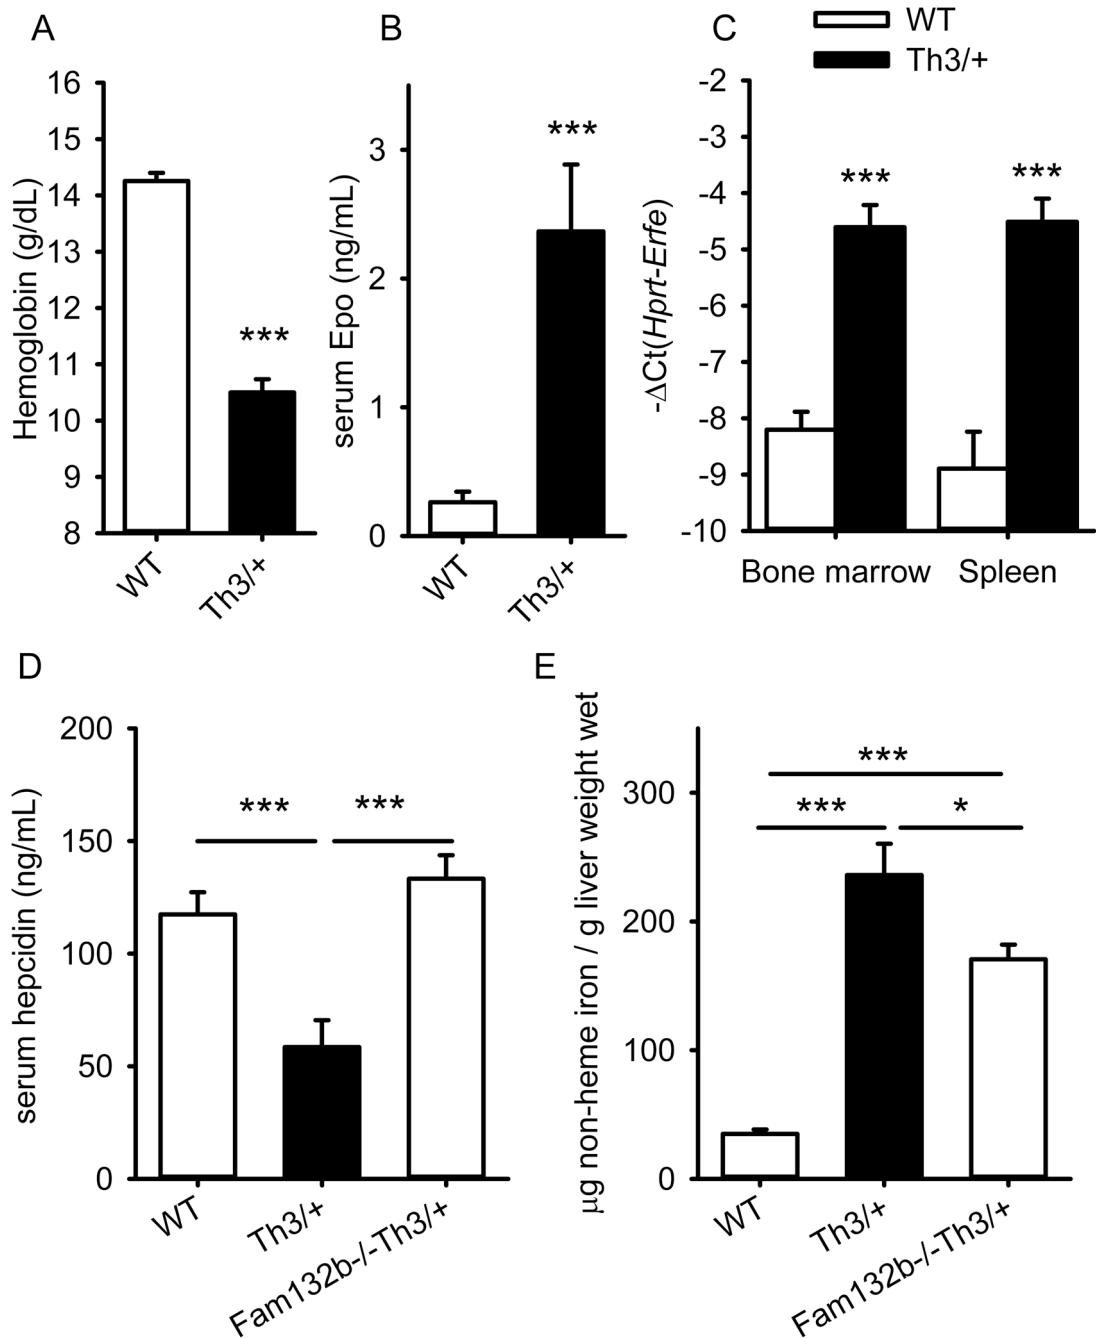 A
B
C
WT
Th3/+
Hemoglobin (g/dL)
16
15
14
13
12
11
10
9
8
***
WT
Th3/+
serum Epo (ng/mL)
3
2
1
0
***
WT
Th3/+
-ΔCt(Hprt-Erfe)
-2
-3
-4
-5
-6
-7
-8
-9
-10
***
***
Bone marrow
Spleen
D
E
serum hepcidin (ng/mL)
200
150
100
50
0
***
***
WT
Th3/+
Fam132b-/-Th3/+
μg non-heme iron / g liver weight wet
300
200
100
0
***
***
*
WT
Th3/+
Fam132b-/-Th3/+